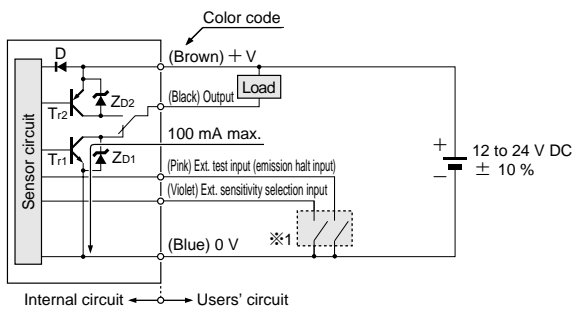 Color code
D
(Brown) + V
(Black) Output
Load
Tr2
ZD2
100 mA max.
Sensor circuit
Tr1
ZD1
(Pink) Ext. test input (emission halt input)
(Violet) Ext. sensitivity selection input
+
−
12 to 24 V DC
± 10 %
※1
(Blue) 0 V
Internal circuit
Users' circuit